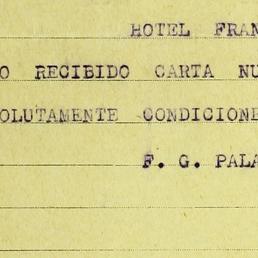 HOTEL FRAN
O RECIBIDO CARTA NU
OLUTAMENTE CONDICIONE
F. G. PALA